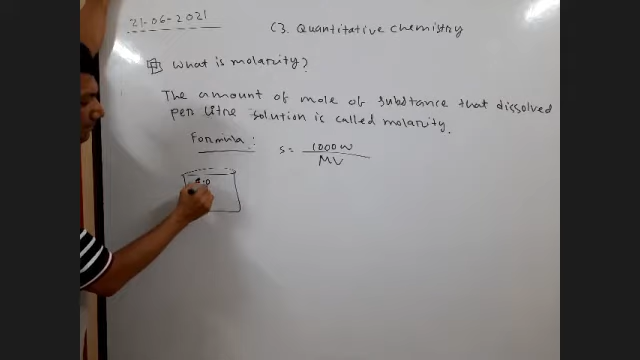 21-06-2021
C3. Quantitative Chemistry
What is molarity?
The amount of mole of substance that dissolved
per litre solution is called molarity.
Formula:
S = 1000W
MV